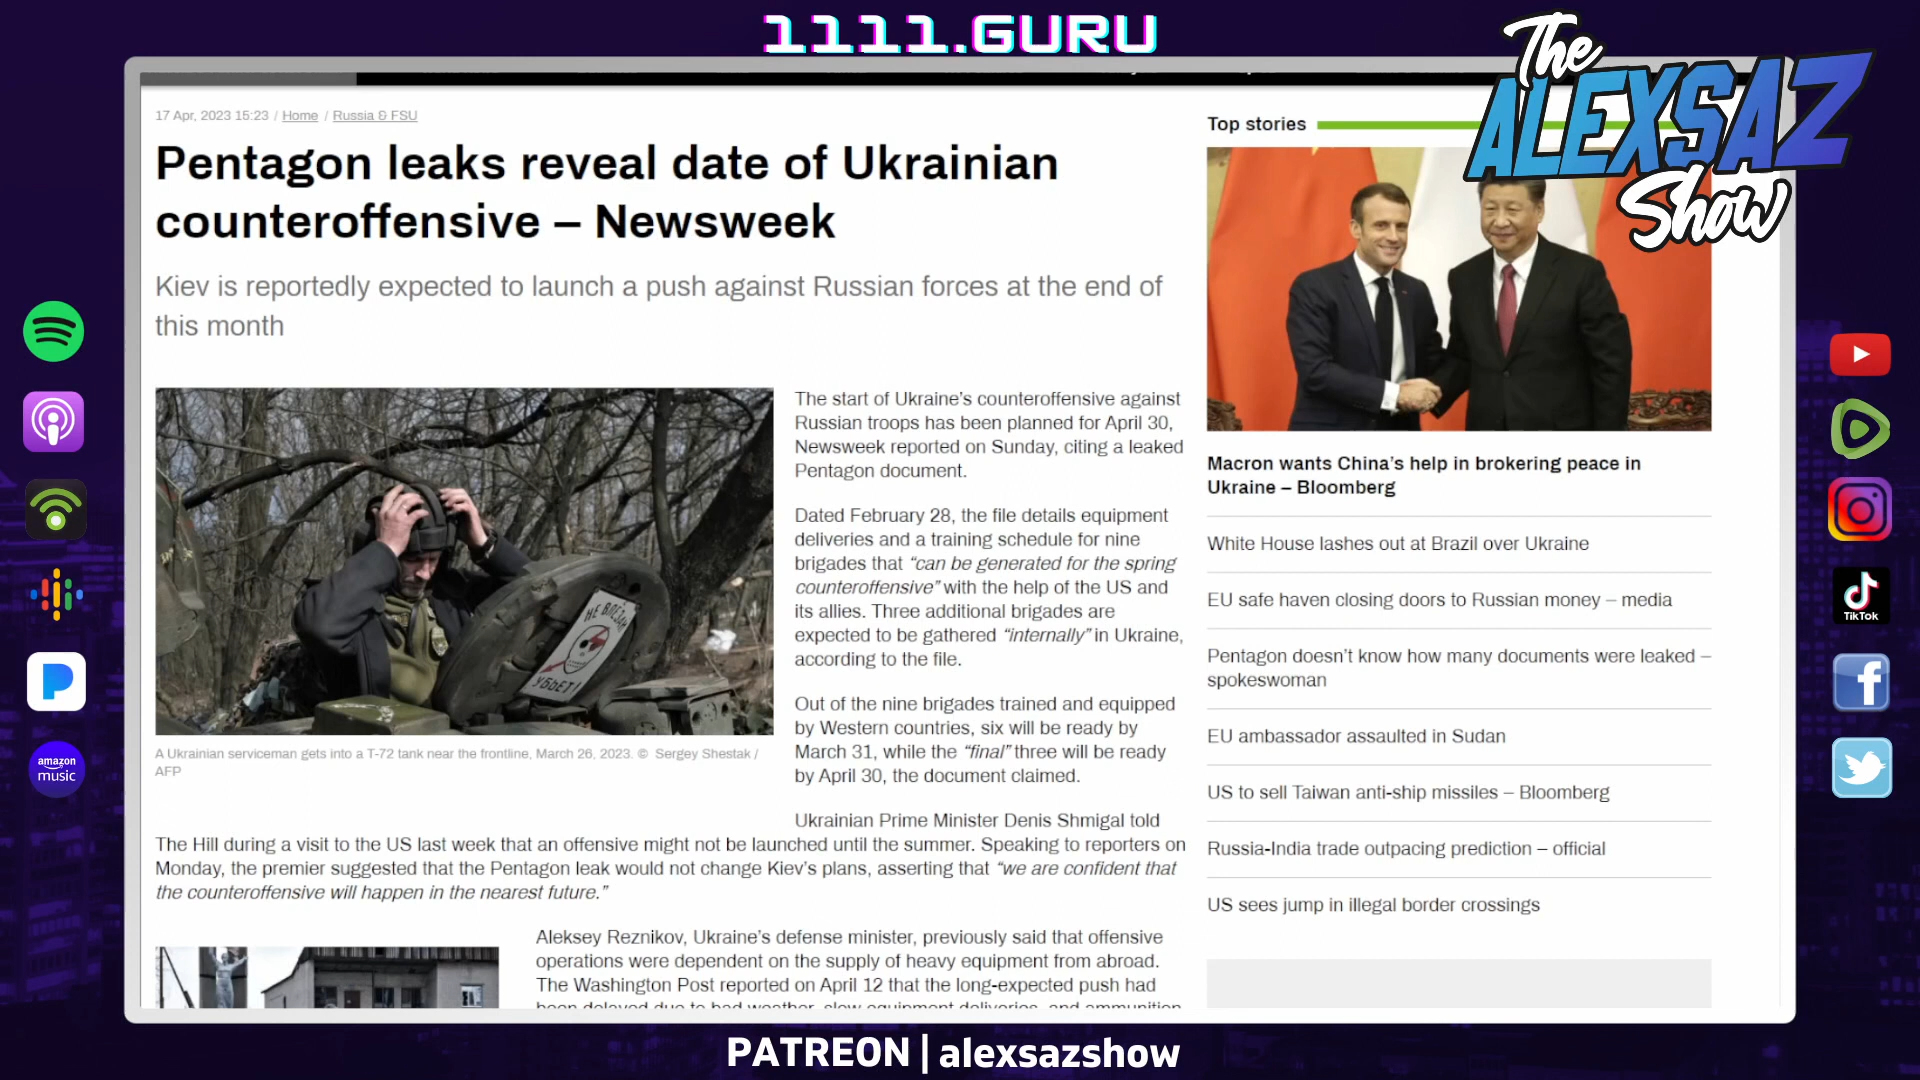 1111.GURU
The
ALEXSAZ
Show
17 Apr, 2023 15:23 / Home / Russia & FSU
Pentagon leaks reveal date of Ukrainian
counteroffensive – Newsweek
Kiev is reportedly expected to launch a push against Russian forces at the end of
this month
НЕ ВЛЕЗАЙ
УБЬЕТ!
A Ukrainian serviceman gets into a T-72 tank near the frontline, March 26, 2023. © Sergey Shestak /
AFP
The start of Ukraine’s counteroffensive against
Russian troops has been planned for April 30,
Newsweek reported on Sunday, citing a leaked
Pentagon document.
Dated February 28, the file details equipment
deliveries and a training schedule for nine
brigades that “can be generated for the spring
counteroffensive” with the help of the US and
its allies. Three additional brigades are
expected to be gathered “internally” in Ukraine,
according to the file.
Out of the nine brigades trained and equipped
by Western countries, six will be ready by
March 31, while the “final” three will be ready
by April 30, the document claimed.
Ukrainian Prime Minister Denis Shmigal told
The Hill during a visit to the US last week that an offensive might not be launched until the summer. Speaking to reporters on
Monday, the premier suggested that the Pentagon leak would not change Kiev’s plans, asserting that “we are confident that
the counteroffensive will happen in the nearest future.”
Aleksey Reznikov, Ukraine’s defense minister, previously said that offensive
operations were dependent on the supply of heavy equipment from abroad.
The Washington Post reported on April 12 that the long-expected push had
been delayed due to bad weather, slow equipment deliveries, and ammunition
Top stories
Macron wants China’s help in brokering peace in
Ukraine – Bloomberg
White House lashes out at Brazil over Ukraine
EU safe haven closing doors to Russian money – media
Pentagon doesn’t know how many documents were leaked –
spokeswoman
EU ambassador assaulted in Sudan
US to sell Taiwan anti-ship missiles – Bloomberg
Russia-India trade outpacing prediction – official
US sees jump in illegal border crossings
amazon
music
TikTok
PATREON | alexsazshow